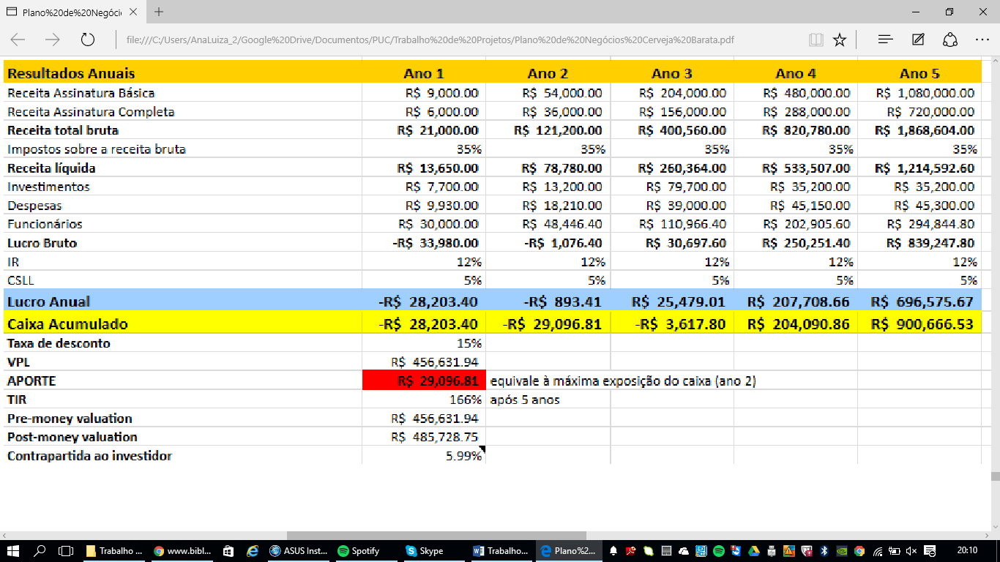 Plano%20de%20Negóci
file:///C:/Users/AnaLuiza_2/Google%20Drive/Documentos/PUC/Trabalho%20de%20Projetos/Plano%20de%20Negócios%20Cerveja%20Barata.pdf
Resultados Anuais Ano 1 Ano 2 Ano 3 Ano 4 Ano 5
Receita Assinatura Básica R$ 9,000.00 R$ 54,000.00 R$ 204,000.00 R$ 480,000.00 R$ 1,080,000.00
Receita Assinatura Completa R$ 6,000.00 R$ 36,000.00 R$ 156,000.00 R$ 288,000.00 R$ 720,000.00
Receita total bruta R$ 21,000.00 R$ 121,200.00 R$ 400,560.00 R$ 820,780.00 R$ 1,868,604.00
Impostos sobre a receita bruta 35% 35% 35% 35% 35%
Receita líquida R$ 13,650.00 R$ 78,780.00 R$ 260,364.00 R$ 533,507.00 R$ 1,214,592.60
Investimentos R$ 7,700.00 R$ 13,200.00 R$ 79,700.00 R$ 35,200.00 R$ 35,200.00
Despesas R$ 9,930.00 R$ 18,210.00 R$ 39,000.00 R$ 45,150.00 R$ 45,300.00
Funcionários R$ 30,000.00 R$ 48,446.40 R$ 110,966.40 R$ 202,905.60 R$ 294,844.80
Lucro Bruto -R$ 33,980.00 -R$ 1,076.40 R$ 30,697.60 R$ 250,251.40 R$ 839,247.80
IR 12% 12% 12% 12% 12%
CSLL 5% 5% 5% 5% 5%
Lucro Anual -R$ 28,203.40 -R$ 893.41 R$ 25,479.01 R$ 207,708.66 R$ 696,575.67
Caixa Acumulado -R$ 28,203.40 -R$ 29,096.81 -R$ 3,617.80 R$ 204,090.86 R$ 900,666.53
Taxa de desconto 15%
VPL R$ 456,631.94
APORTE R$ 29,096.81 equivale à máxima exposição do caixa (ano 2)
TIR 166% após 5 anos
Pre-money valuation R$ 456,631.94
Post-money valuation R$ 485,728.75
Contrapartida ao investidor 5.99%
Trabalho ... www.bibl... ASUS Inst... Spotify Skype Trabalho... Plano%2... 20:10